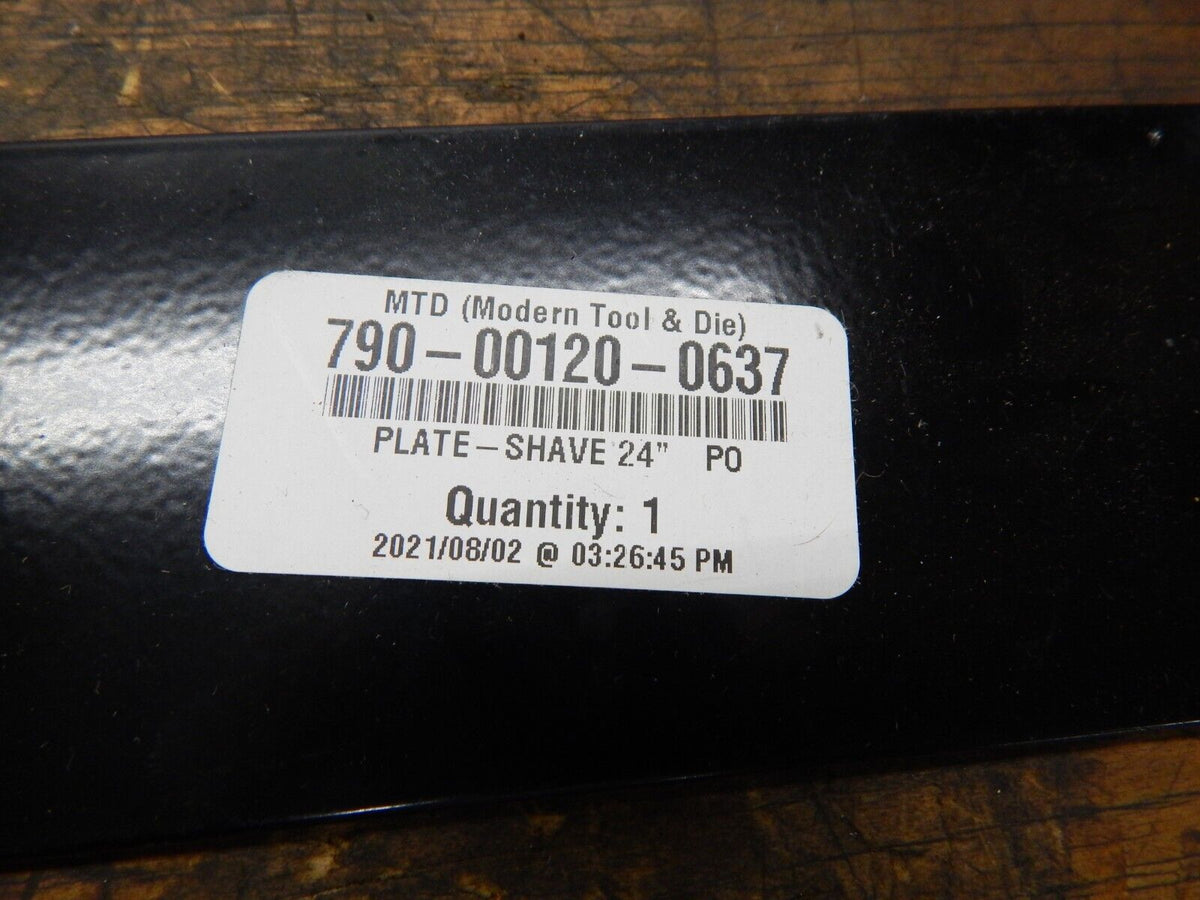 MTD (Modern Tool & Die)
790-00120-0637
PLATE-SHAVE 24" PO
Quantity: 1
2021/08/02 @ 03:26:45 PM